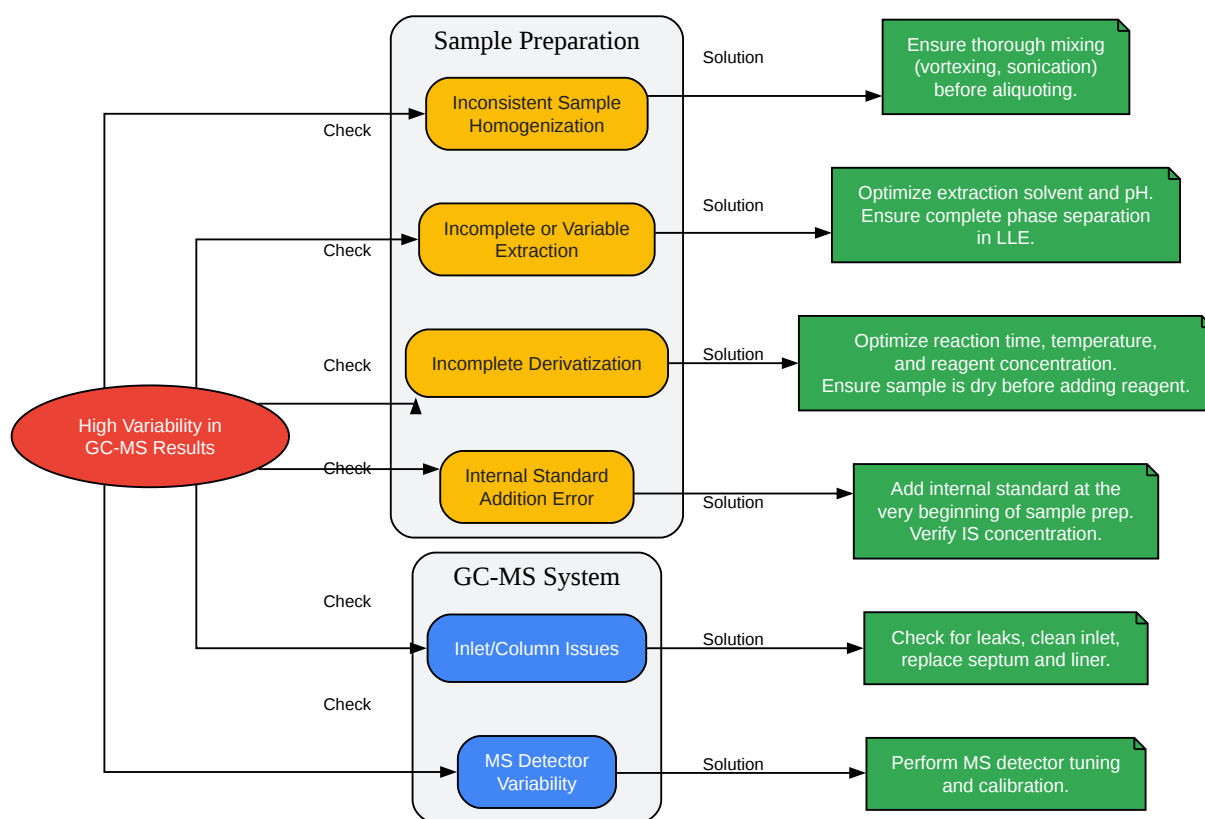 Sample Preparation
Solution
Ensure thorough mixing
(vortexing, sonication)
before aliquoting.
Inconsistent Sample
Homogenization
Check
Solution
Optimize extraction solvent and pH.
Ensure complete phase separation
in LLE.
Incomplete or Variable
Extraction
Check
Solution
Optimize reaction time, temperature,
and reagent concentration.
Ensure sample is dry before adding reagent.
Incomplete Derivatization
Check
High Variability in
GC-MS Results
Check
Internal Standard
Addition Error
Solution
Add internal standard at the
very beginning of sample prep.
Verify IS concentration.
GC-MS System
Check
Inlet/Column Issues
Solution
Check for leaks, clean inlet,
replace septum and liner.
Check
MS Detector
Variability
Solution
Perform MS detector tuning
and calibration.